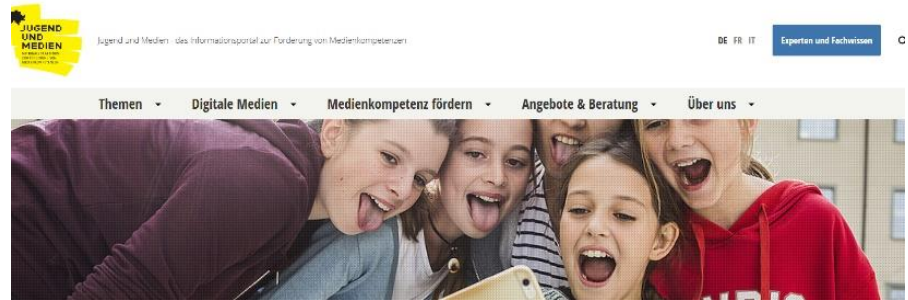 JUGEND
UND
MEDIEN
Jugend und Medien - das Informationsportal zur Förderung von Medienkompetenzen
DE FR IT
Experten und Fachwissen
Themen
Digitale Medien
Medienkompetenz fördern
Angebote & Beratung
Über uns